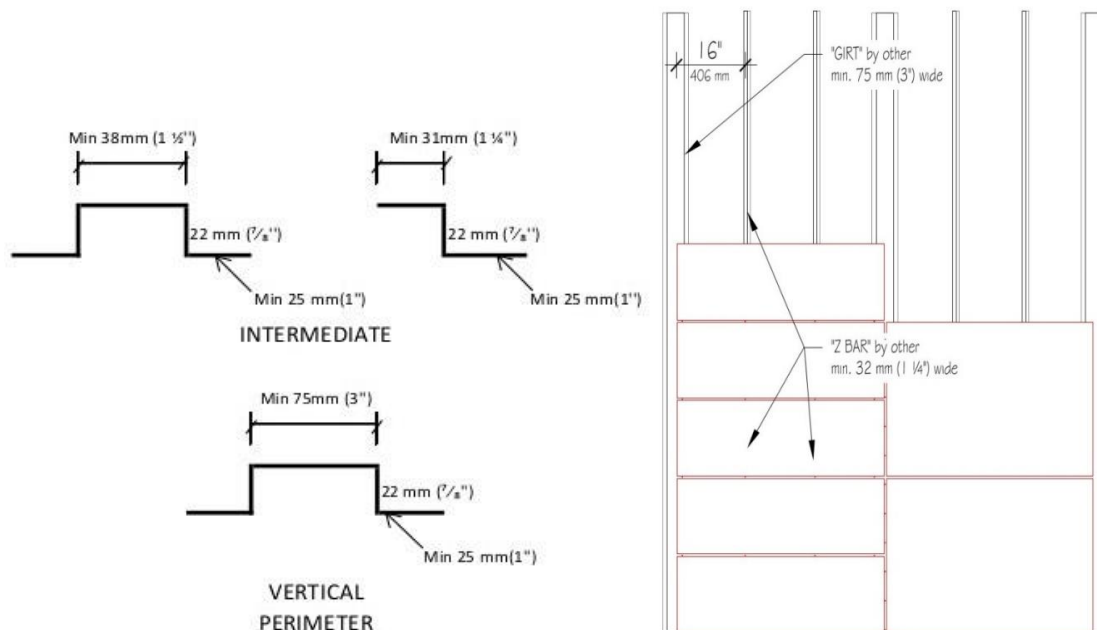 Min 38mm (1 ½")
22 mm (⅞")
Min 25 mm(1")
Min 31mm (1 ¼")
22 mm (⅞")
Min 25 mm(1")
INTERMEDIATE
Min 75mm (3")
22 mm (⅞")
Min 25 mm(1")
VERTICAL
PERIMETER
16"
406 mm
"GIRT" by other
min. 75 mm (3") wide
"Z BAR" by other
min. 32 mm (1 ¼") wide